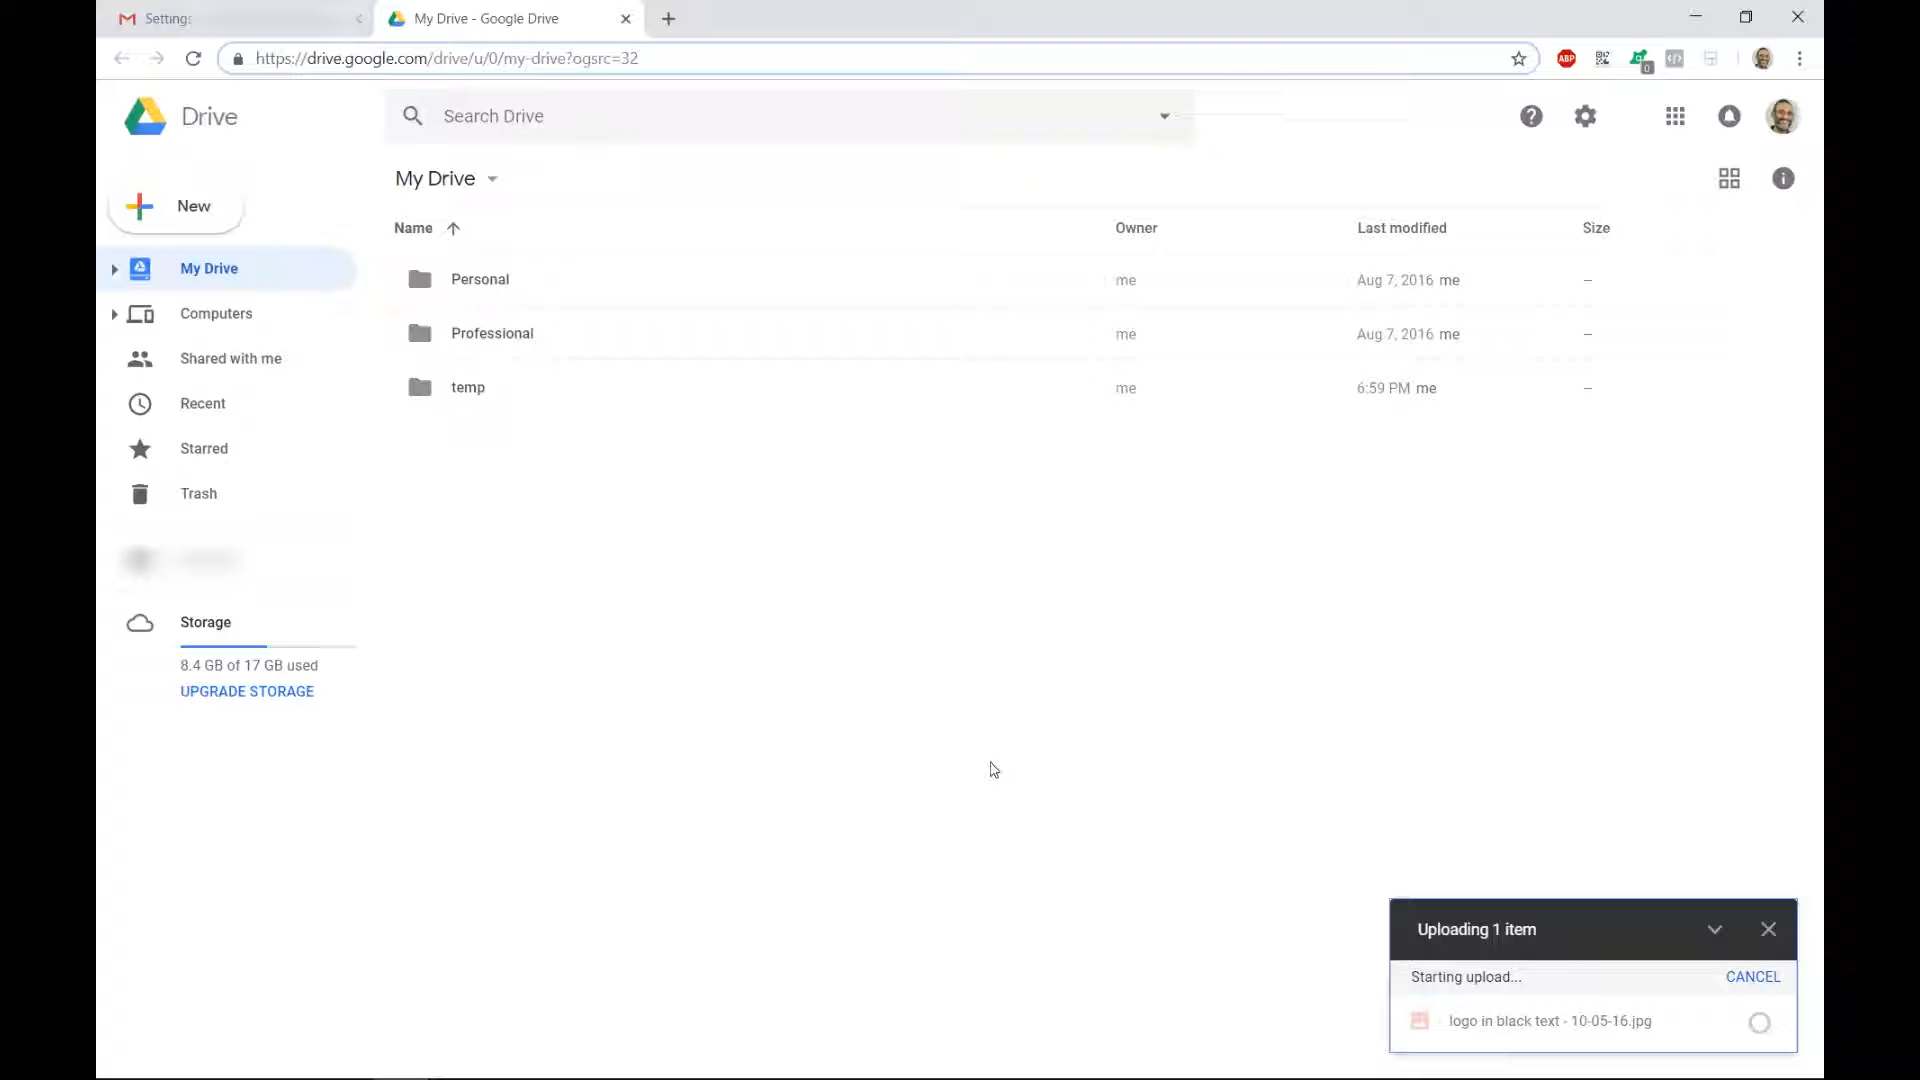 Settings
My Drive - Google Drive
https://drive.google.com/drive/u/0/my-drive?ogsrc=32
ABP
0
Drive
Search Drive
My Drive
New
Name
Owner
Last modified
Size
My Drive
Personal
me
Aug 7, 2016 me
–
Computers
Professional
me
Aug 7, 2016 me
–
Shared with me
temp
me
6:59 PM me
–
Recent
Starred
Trash
Storage
8.4 GB of 17 GB used
UPGRADE STORAGE
Uploading 1 item
Starting upload...
CANCEL
logo in black text - 10-05-16.jpg